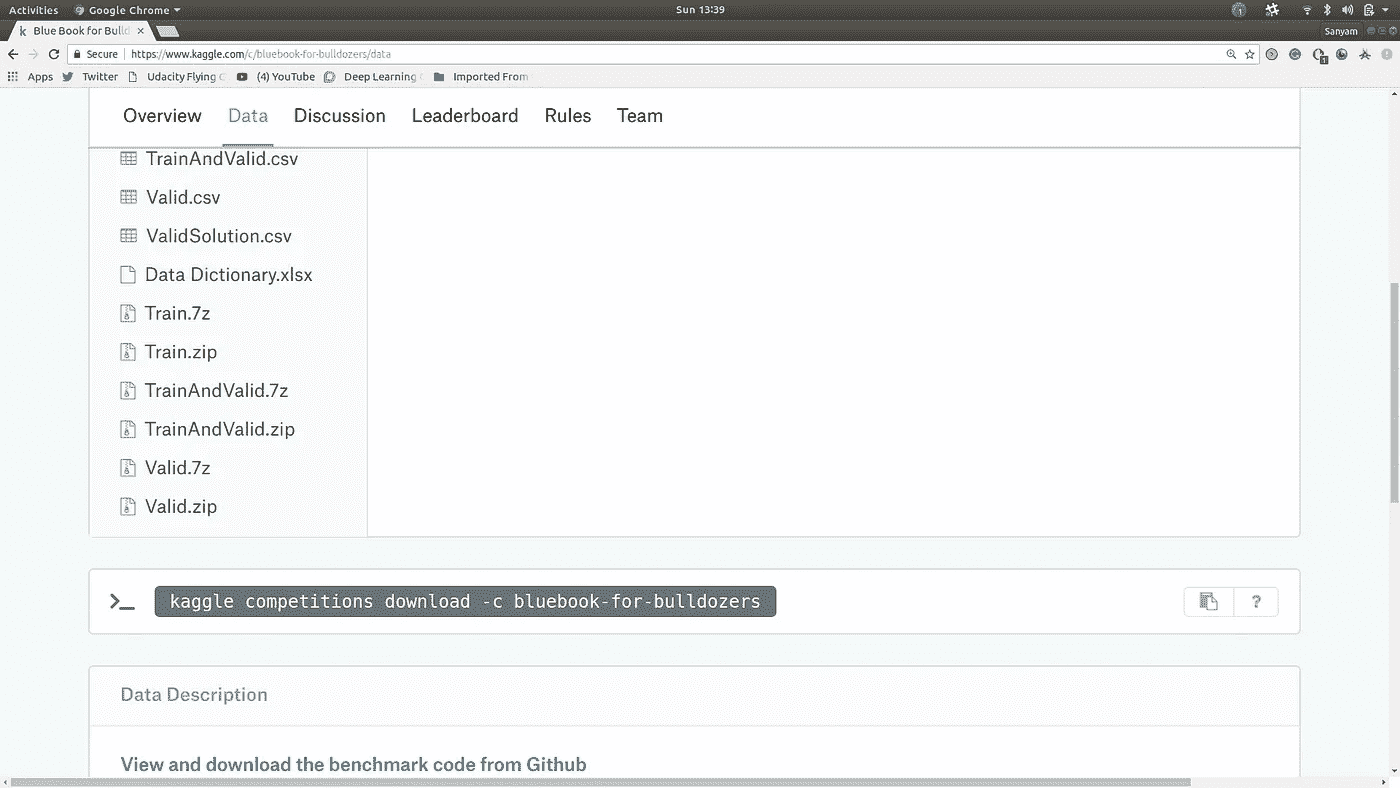 Activities Google Chrome Sun 13:39
Blue Book for Bulld Sanyam
Secure https://www.kaggle.com/c/bluebook-for-bulldozers/data
Apps Twitter Udacity Flying (4) YouTube Deep Learning Imported From
Overview Data Discussion Leaderboard Rules Team
TrainAndValid.csv
Valid.csv
ValidSolution.csv
Data Dictionary.xlsx
Train.7z
Train.zip
TrainAndValid.7z
TrainAndValid.zip
Valid.7z
Valid.zip
>_ kaggle competitions download -c bluebook-for-bulldozers ?
Data Description
View and download the benchmark code from Github